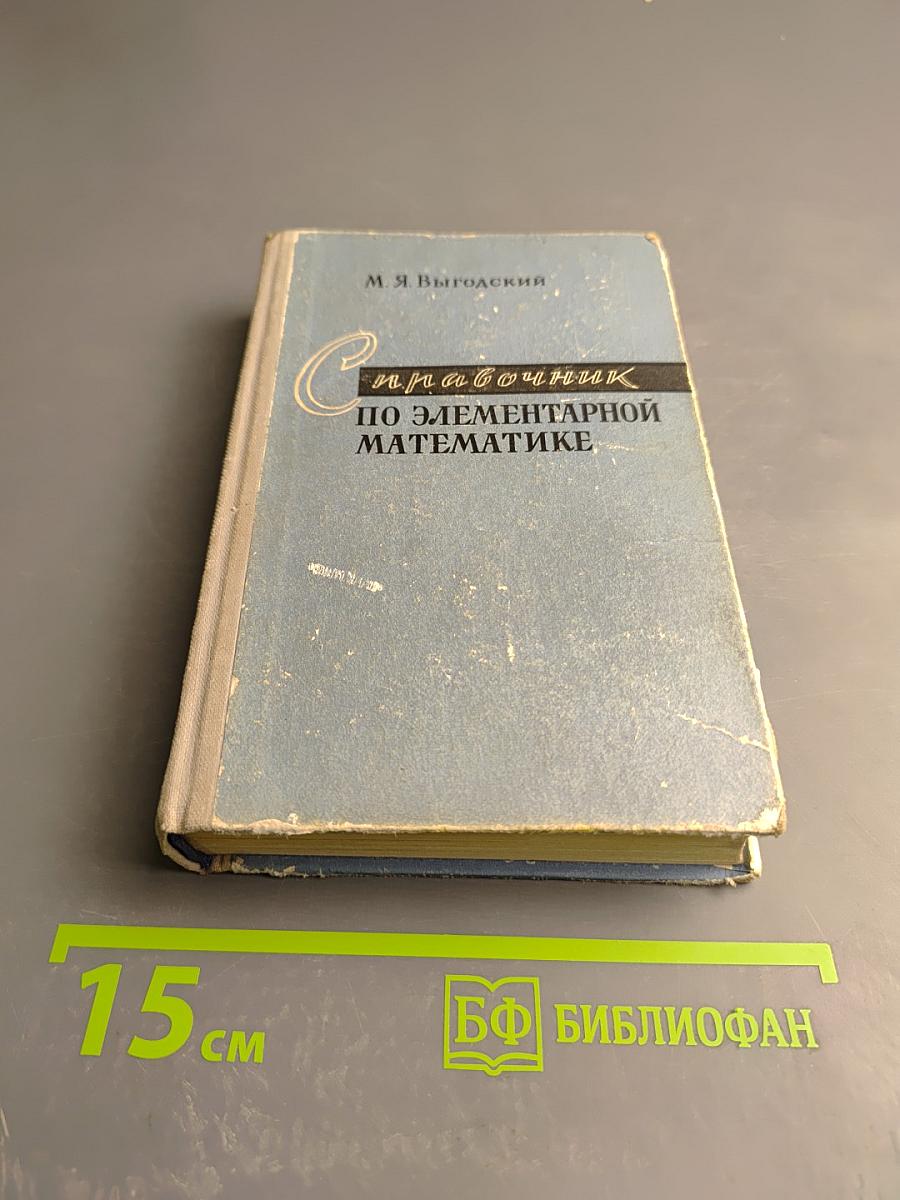 М. Я. Выгодский
Справочник
ПО ЭЛЕМЕНТАРНОЙ
МАТЕМАТИКЕ
15 см
БФ БИБЛИОФАН